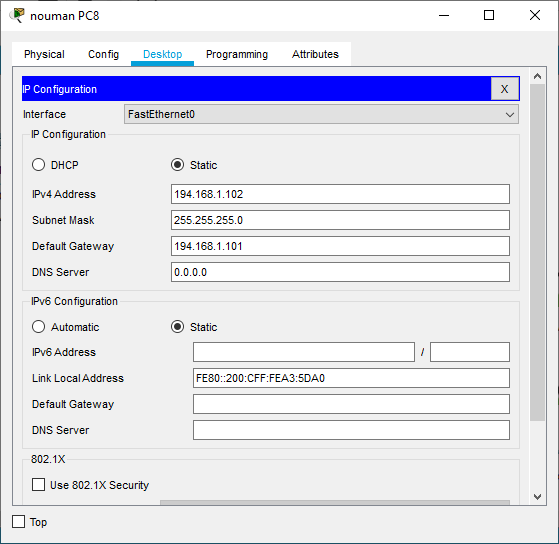 nouman PC8
Physical Config Desktop Programming Attributes
IP Configuration X
Interface FastEthernet0
IP Configuration
DHCP Static
IPv4 Address 194.168.1.102
Subnet Mask 255.255.255.0
Default Gateway 194.168.1.101
DNS Server 0.0.0.0
IPv6 Configuration
Automatic Static
IPv6 Address /
Link Local Address FE80::200:CFF:FEA3:5DA0
Default Gateway
DNS Server
802.1X
Use 802.1X Security
Top